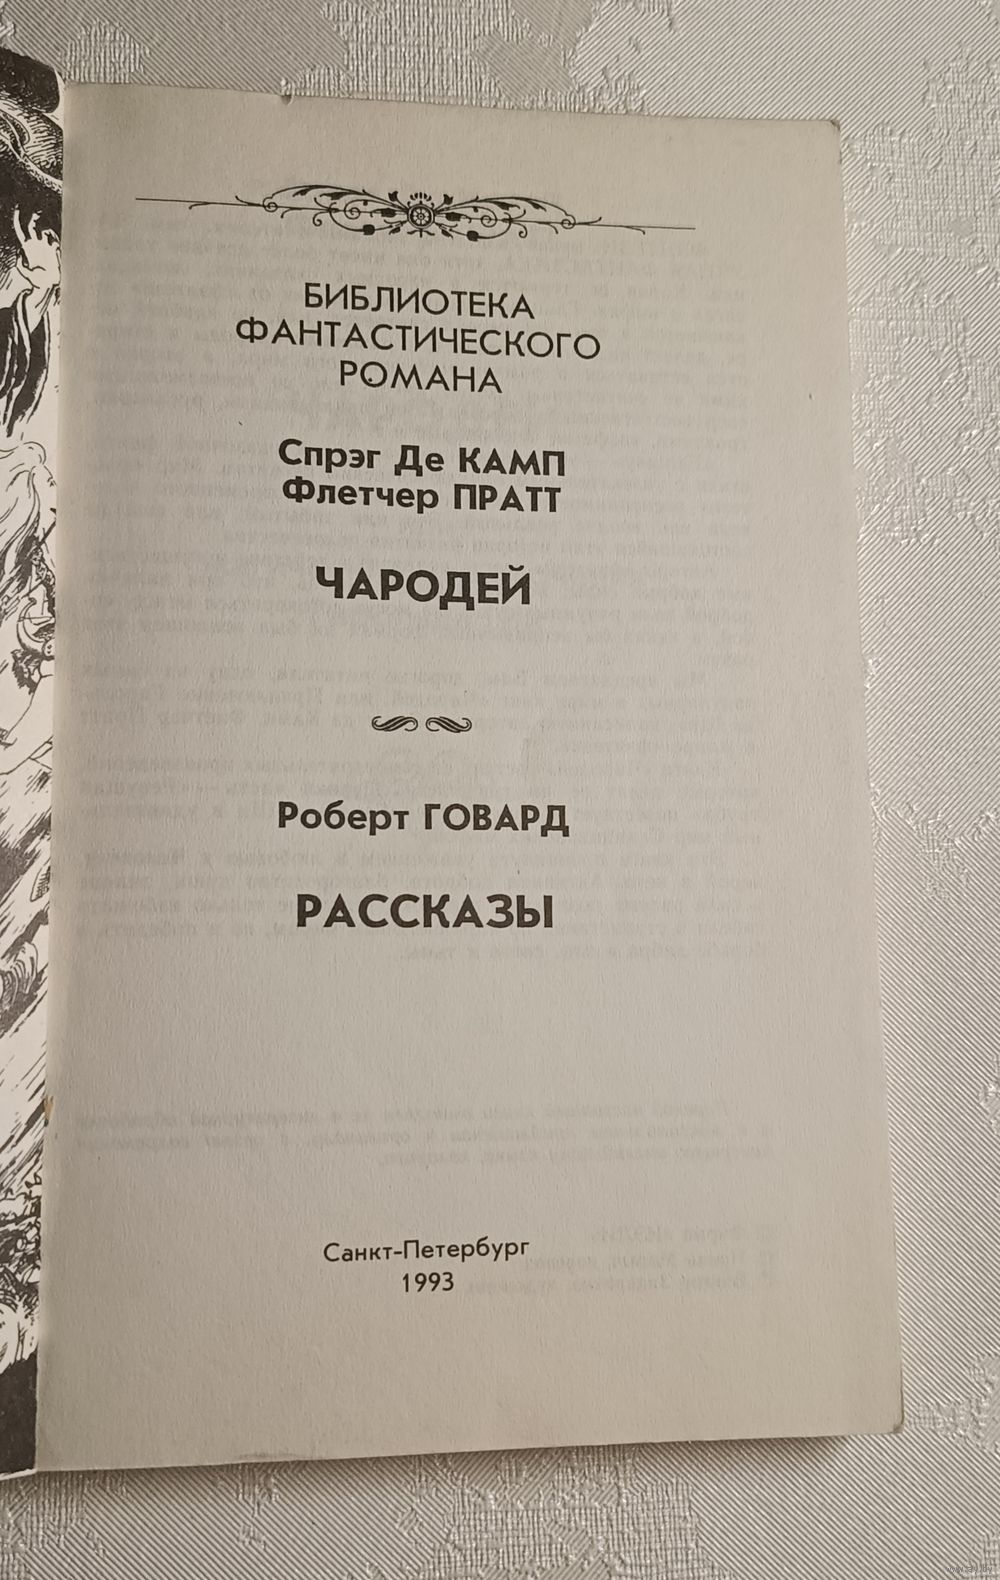 БИБЛИОТЕКА
ФАНТАСТИЧЕСКОГО
РОМАНА
Спрэг Де КАМП
Флетчер ПРАТТ
ЧАРОДЕЙ
Роберт ГОВАРД
РАССКАЗЫ
Санкт-Петербург
1993